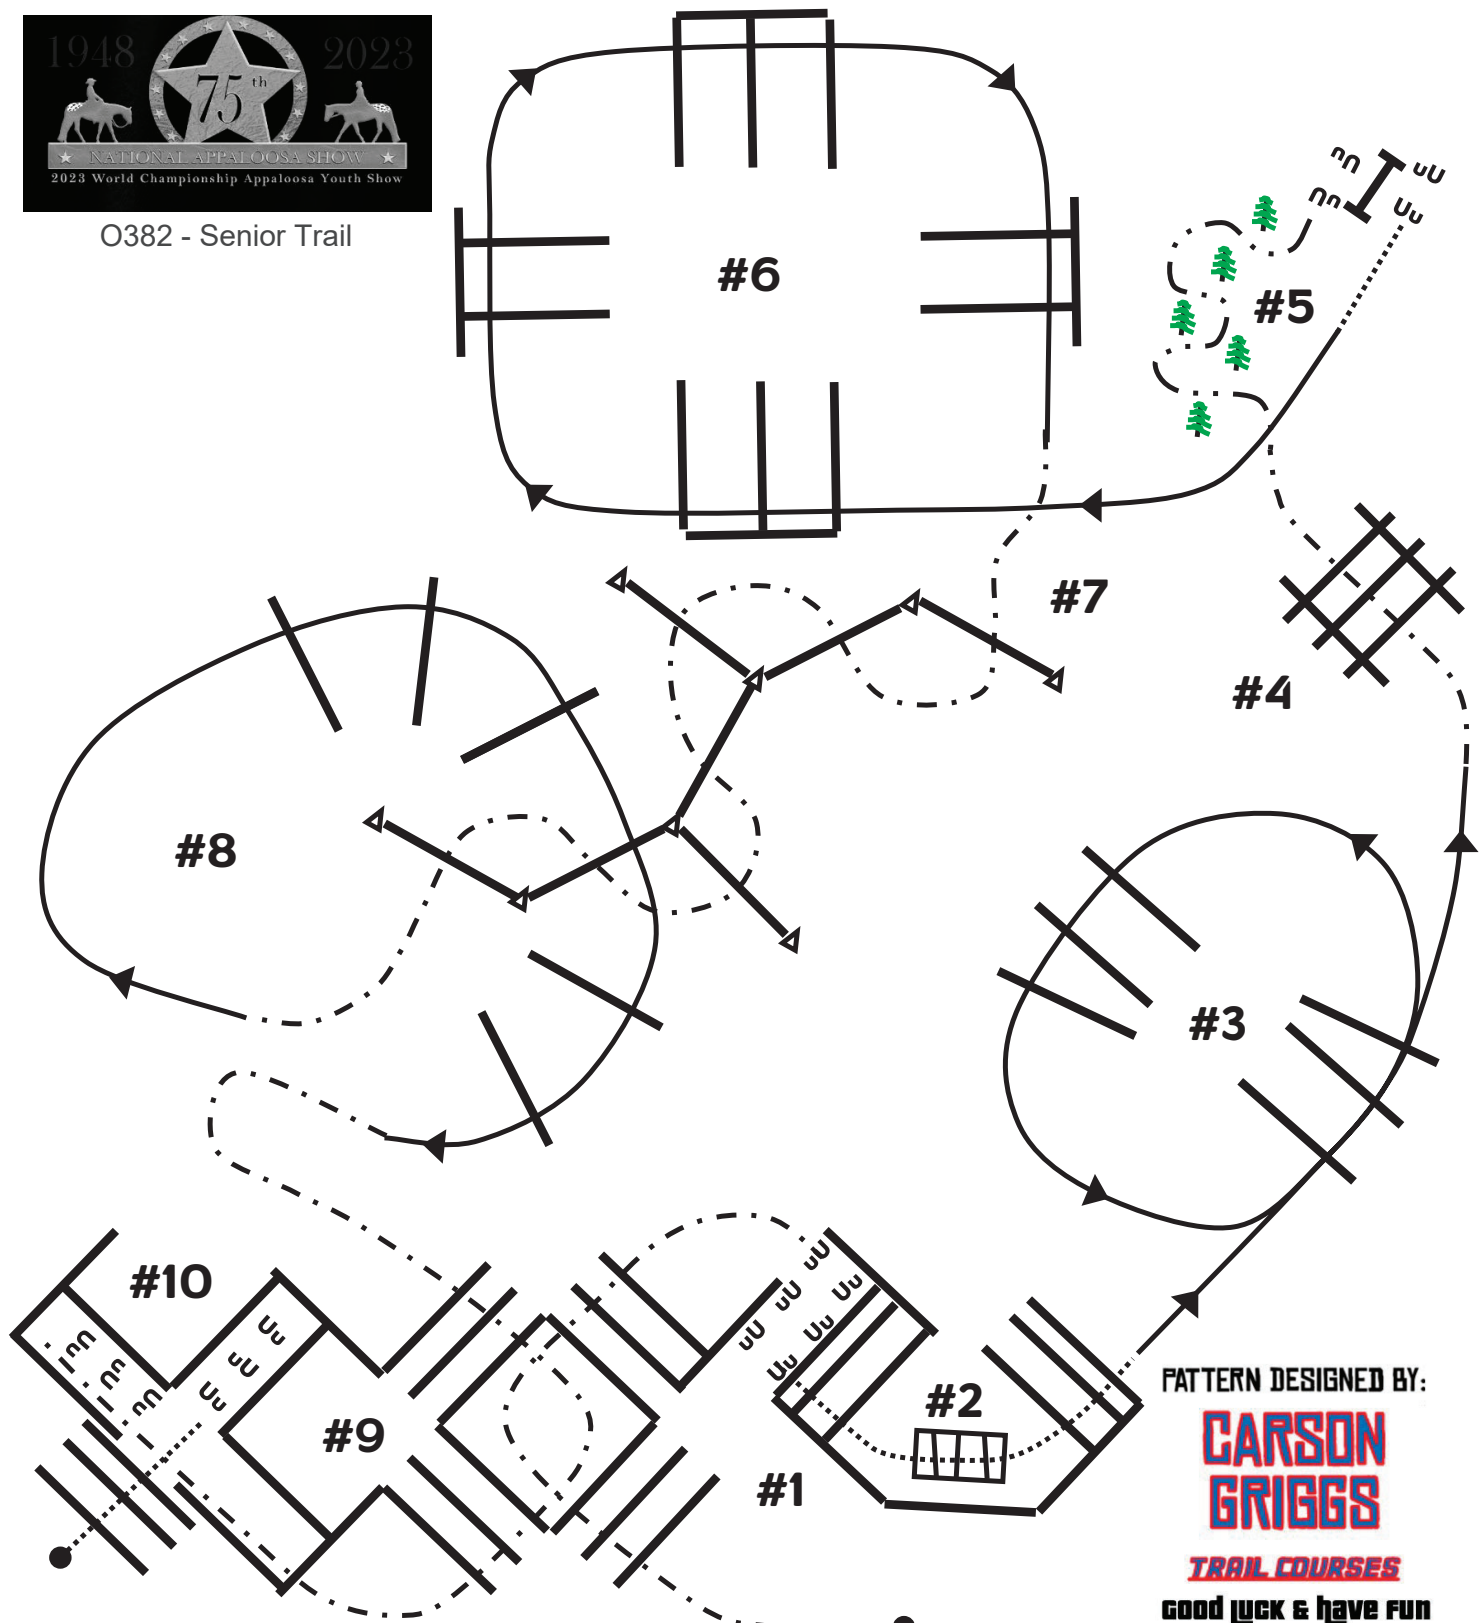 1948 2023
75th
NATIONAL APPALOOSA SHOW
2023 World Championship Appaloosa Youth Show
O382 - Senior Trail
#6
#5
#7
#4
#8
#3
#10
#2
#9
#1
PATTERN DESIGNED BY:
CARSON
GRIGGS
TRAIL COURSES
GOOD LUCK & HAVE FUN